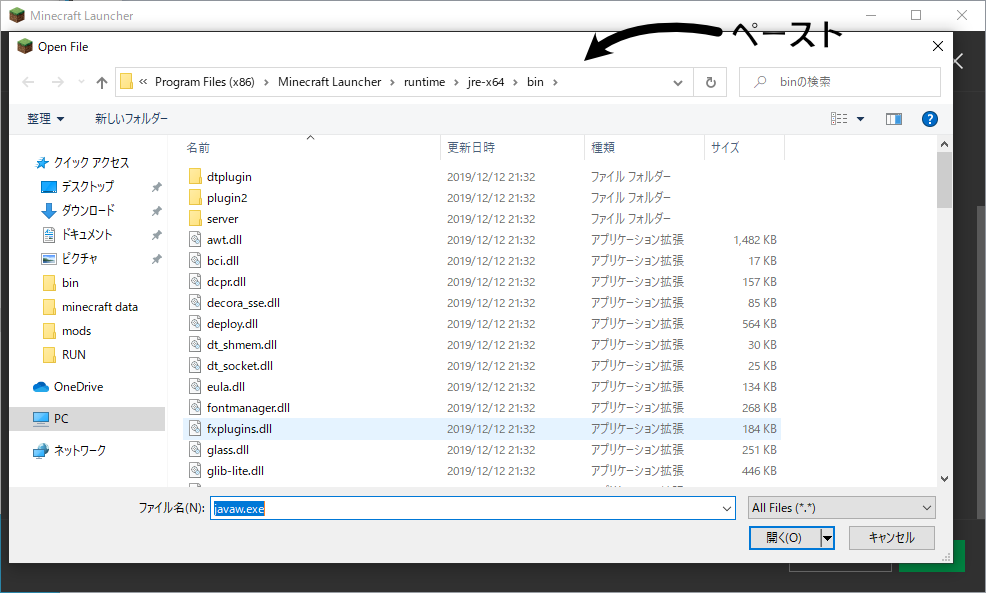 Minecraft Launcher
ペースト
Open File
« Program Files (x86) › Minecraft Launcher › runtime › jre-x64 › bin ›
binの検索
整理 新しいフォルダー
名前 更新日時 種類 サイズ
クイック アクセス
デスクトップ
ダウンロード
ドキュメント
ピクチャ
bin
minecraft data
mods
RUN
OneDrive
PC
ネットワーク
dtplugin 2019/12/12 21:32 ファイル フォルダー
plugin2 2019/12/12 21:32 ファイル フォルダー
server 2019/12/12 21:32 ファイル フォルダー
awt.dll 2019/12/12 21:32 アプリケーション拡張 1,482 KB
bci.dll 2019/12/12 21:32 アプリケーション拡張 17 KB
dcpr.dll 2019/12/12 21:32 アプリケーション拡張 157 KB
decora_sse.dll 2019/12/12 21:32 アプリケーション拡張 85 KB
deploy.dll 2019/12/12 21:32 アプリケーション拡張 564 KB
dt_shmem.dll 2019/12/12 21:32 アプリケーション拡張 30 KB
dt_socket.dll 2019/12/12 21:32 アプリケーション拡張 25 KB
eula.dll 2019/12/12 21:32 アプリケーション拡張 134 KB
fontmanager.dll 2019/12/12 21:32 アプリケーション拡張 268 KB
fxplugins.dll 2019/12/12 21:32 アプリケーション拡張 184 KB
glass.dll 2019/12/12 21:32 アプリケーション拡張 251 KB
glib-lite.dll 2019/12/12 21:32 アプリケーション拡張 446 KB
ファイル名(N): javaw.exe All Files (*.*)
開く(O) キャンセル